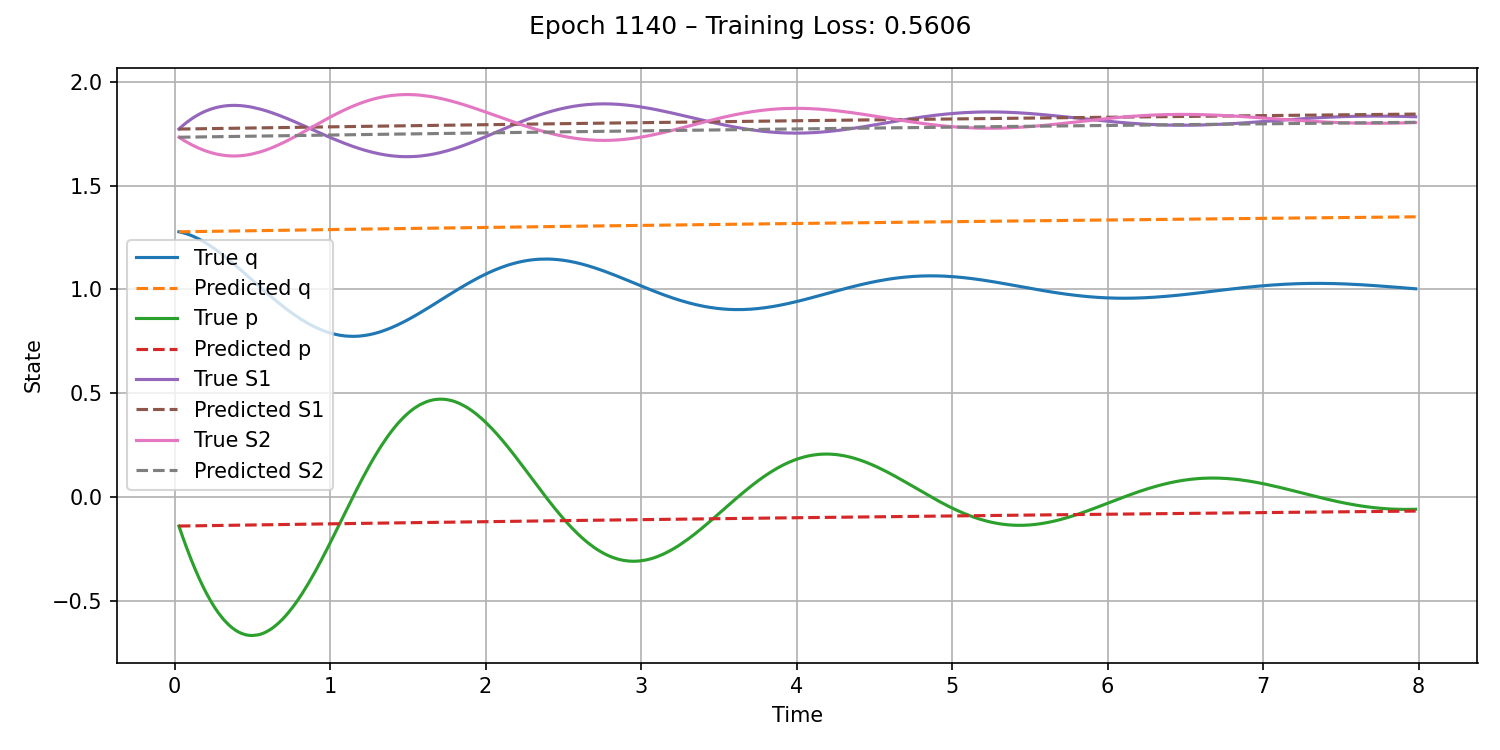 Epoch 1140 – Training Loss: 0.5606
2.0
1.5
1.0
0.5
0.0
−0.5
State
True q
Predicted q
True p
Predicted p
True S1
Predicted S1
True S2
Predicted S2
0 1 2 3 4 5 6 7 8
Time